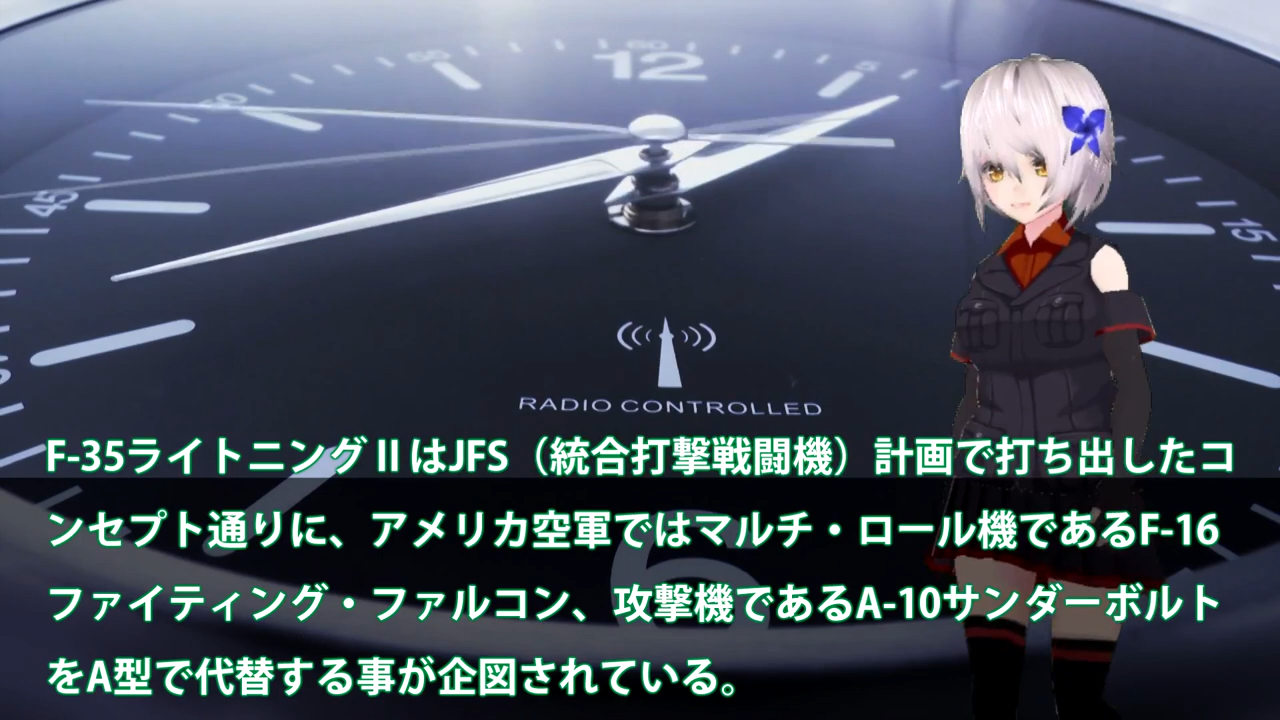 60
55
12
5
50
45
15
RADIO CONTROLLED
6
F-35ライトニングⅡはJFS（統合打撃戦闘機）計画で打ち出したコ
ンセプト通りに、アメリカ空軍ではマルチ・ロール機であるF-16
ファイティング・ファルコン、攻撃機であるA-10サンダーボルト
をA型で代替する事が企図されている。